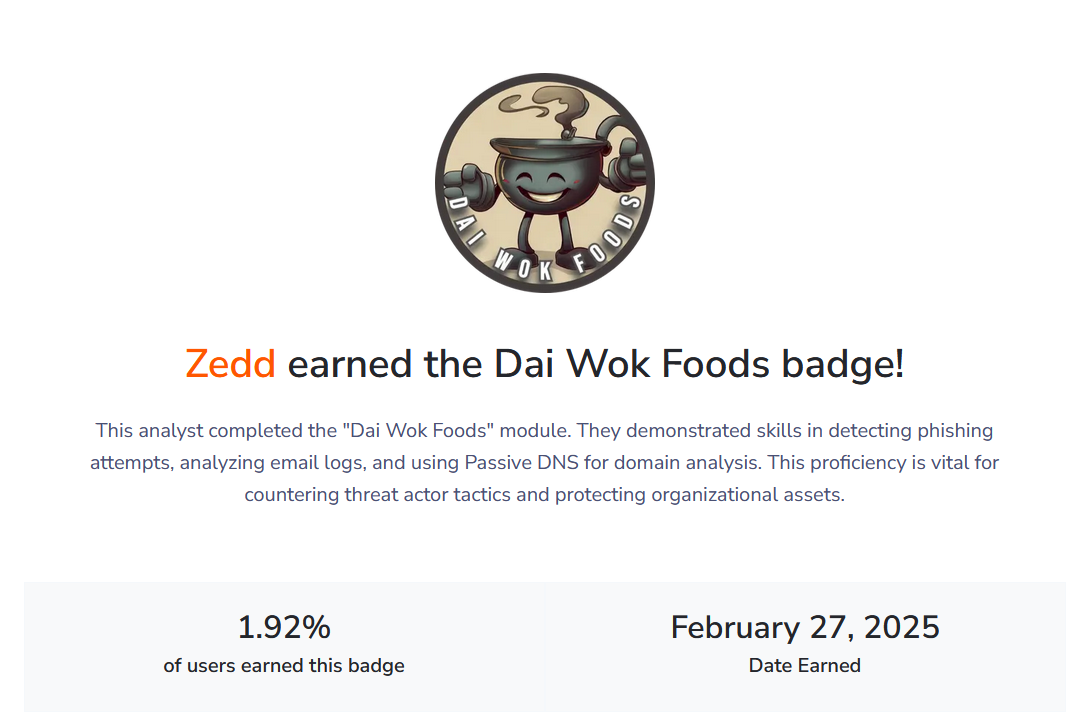 DAI WOK FOODS
Zedd earned the Dai Wok Foods badge!
This analyst completed the "Dai Wok Foods" module. They demonstrated skills in detecting phishing
attempts, analyzing email logs, and using Passive DNS for domain analysis. This proficiency is vital for
countering threat actor tactics and protecting organizational assets.
1.92%
of users earned this badge
February 27, 2025
Date Earned